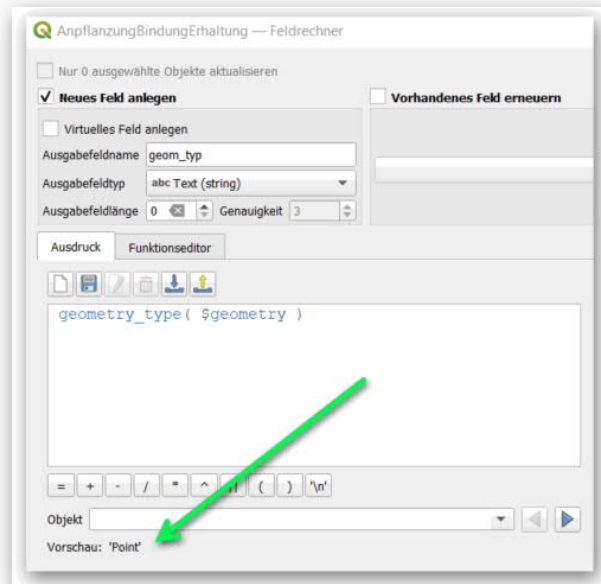 AnpflanzungBindungErhaltung — Feldrechner
Nur 0 ausgewählte Objekte aktualisieren
Neues Feld anlegen
Vorhandenes Feld erneuern
Virtuelles Feld anlegen
Ausgabefeldname geom_typ
Ausgabefeldtyp abc Text (string)
Ausgabefeldlänge 0 Genauigkeit 3
Ausdruck Funktionseditor
geometry_type( $geometry )
= + - / * ^ || ( ) '\n'
Objekt
Vorschau: 'Point'